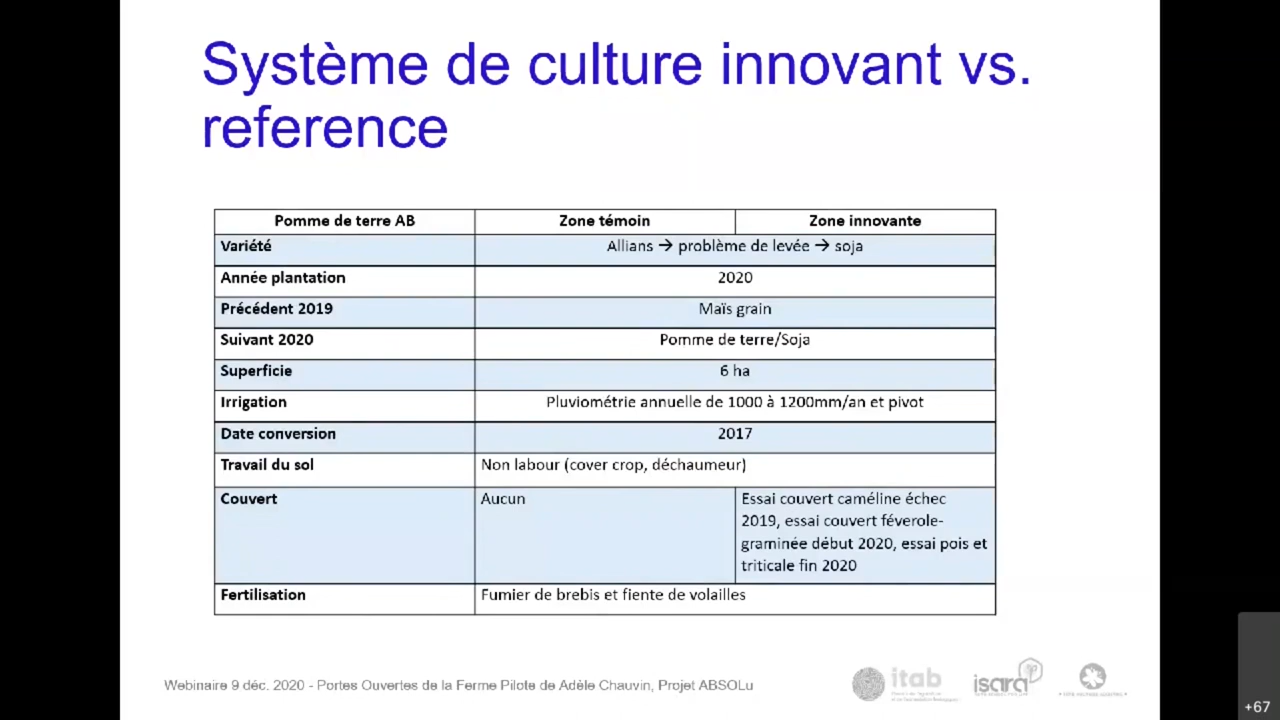 Système de culture innovant vs.
reference
Pomme de terre AB Zone témoin Zone innovante
Variété Allians → problème de levée → soja
Année plantation 2020
Précédent 2019 Maïs grain
Suivant 2020 Pomme de terre/Soja
Superficie 6 ha
Irrigation Pluviométrie annuelle de 1000 à 1200mm/an et pivot
Date conversion 2017
Travail du sol Non labour (cover crop, déchaumeur)
Couvert Aucun Essai couvert caméline échec
2019, essai couvert féverole-
graminée début 2020, essai pois et
triticale fin 2020
Fertilisation Fumier de brebis et fiente de volailles
Webinaire 9 déc. 2020 - Portes Ouvertes de la Ferme Pilote de Adèle Chauvin, Projet ABSOLu
itab
isara
+67